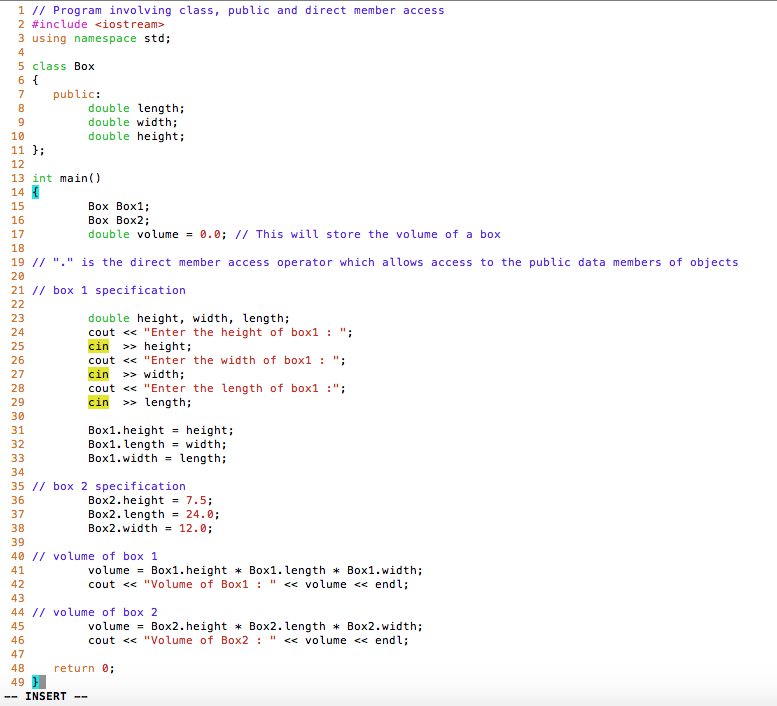 1 // Program involving class, public and direct member access
2 #include <iostream>
3 using namespace std;
4
5 class Box
6 {
7    public:
8         double length;
9         double width;
10         double height;
11 };
12
13 int main()
14 {
15         Box Box1;
16         Box Box2;
17         double volume = 0.0; // This will store the volume of a box
18
19 // "." is the direct member access operator which allows access to the public data members of objects
20
21 // box 1 specification
22
23         double height, width, length;
24         cout << "Enter the height of box1 : ";
25         cin  >> height;
26         cout << "Enter the width of box1 : ";
27         cin  >> width;
28         cout << "Enter the length of box1 :";
29         cin  >> length;
30
31         Box1.height = height;
32         Box1.length = width;
33         Box1.width = length;
34
35 // box 2 specification
36         Box2.height = 7.5;
37         Box2.length = 24.0;
38         Box2.width = 12.0;
39
40 // volume of box 1
41         volume = Box1.height * Box1.length * Box1.width;
42         cout << "Volume of Box1 : " << volume << endl;
43
44 // volume of box 2
45         volume = Box2.height * Box2.length * Box2.width;
46         cout << "Volume of Box2 : " << volume << endl;
47
48    return 0;
49 }
-- INSERT --